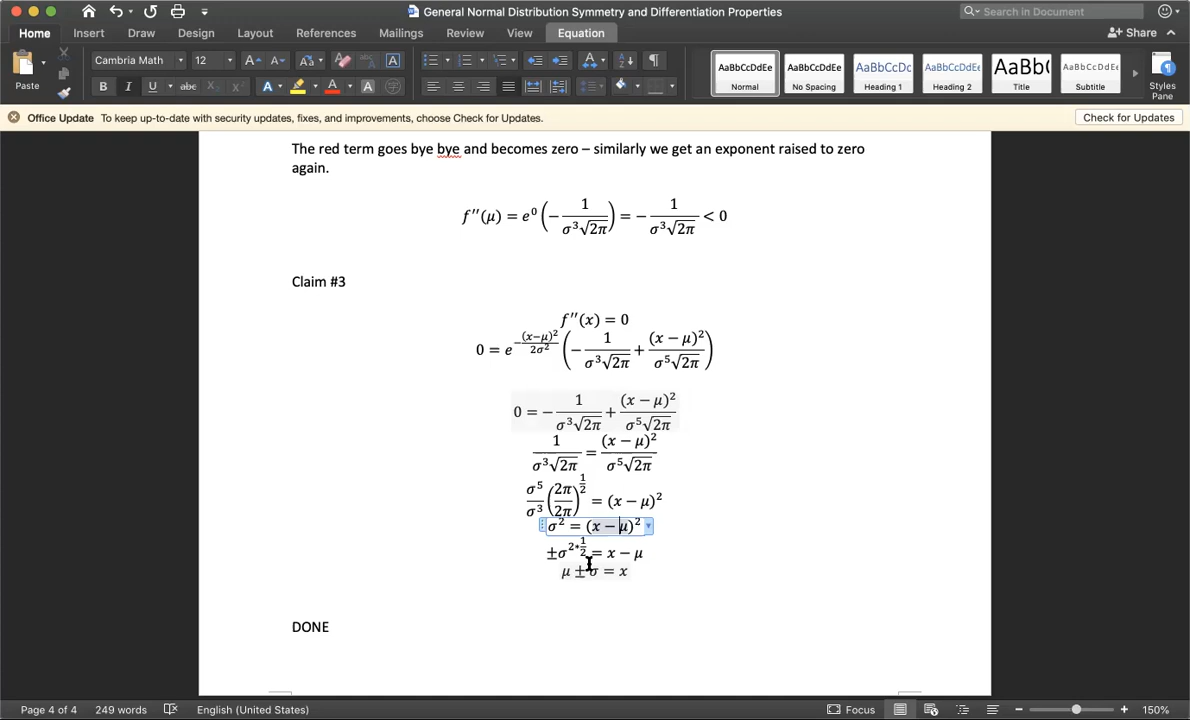 General Normal Distribution Symmetry and Differentiation Properties
Search in Document
Home Insert Draw Design Layout References Mailings Review View Equation
Share
Paste
Cambria Math 12
AaBbCcDdEe AaBbCcDdEe AaBbCcDc AaBbCcDdEe AaBb( AaBbCcDdEe
Normal No Spacing Heading 1 Heading 2 Title Subtitle
Styles Pane
Office Update To keep up-to-date with security updates, fixes, and improvements, choose Check for Updates. Check for Updates
The red term goes bye bye and becomes zero – similarly we get an exponent raised to zero
again.
f''(μ) = e^0 (−1/(σ^3√2π)) = −1/(σ^3√2π) < 0
Claim #3
f''(x) = 0
0 = e^(−(x−μ)^2/2σ^2) (−1/(σ^3√2π) + (x − μ)^2/(σ^5√2π))
0 = −1/(σ^3√2π) + (x − μ)^2/(σ^5√2π)
1/(σ^3√2π) = (x − μ)^2/(σ^5√2π)
σ^5/σ^3 (2π/2π)^(1/2) = (x − μ)^2
σ^2 = (x − μ)^2
±σ^(2*1/2) = x − μ
μ ± σ = x
DONE
Page 4 of 4 249 words English (United States) Focus 150%